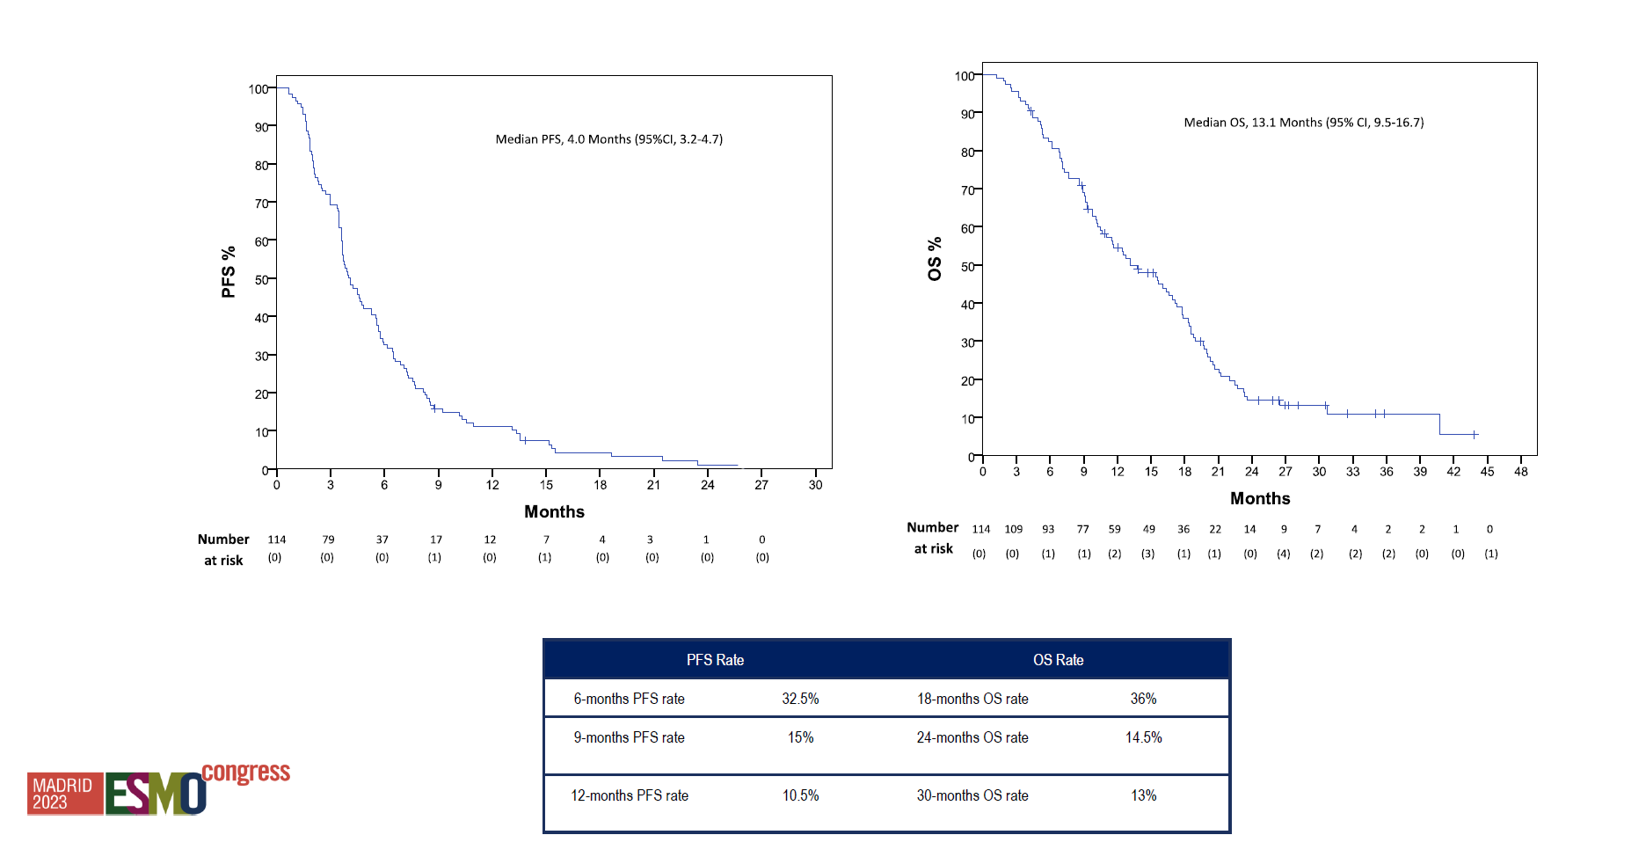 Median PFS, 4.0 Months (95%CI, 3.2-4.7)
PFS %
100
90
80
70
60
50
40
30
20
10
0
0 3 6 9 12 15 18 21 24 27 30
Months
Number at risk
114 79 37 17 12 7 4 3 1 0
(0) (0) (0) (1) (0) (1) (0) (0) (0) (0)
Median OS, 13.1 Months (95% CI, 9.5-16.7)
OS %
100
90
80
70
60
50
40
30
20
10
0
0 3 6 9 12 15 18 21 24 27 30 33 36 39 42 45 48
Months
Number at risk
114 109 93 77 59 49 36 22 14 9 7 4 2 2 1 0
(0) (0) (1) (1) (2) (3) (1) (1) (0) (4) (2) (2) (2) (0) (0) (1)
PFS Rate OS Rate
6-months PFS rate 32.5% 18-months OS rate 36%
9-months PFS rate 15% 24-months OS rate 14.5%
12-months PFS rate 10.5% 30-months OS rate 13%
MADRID
2023
ESMO congress